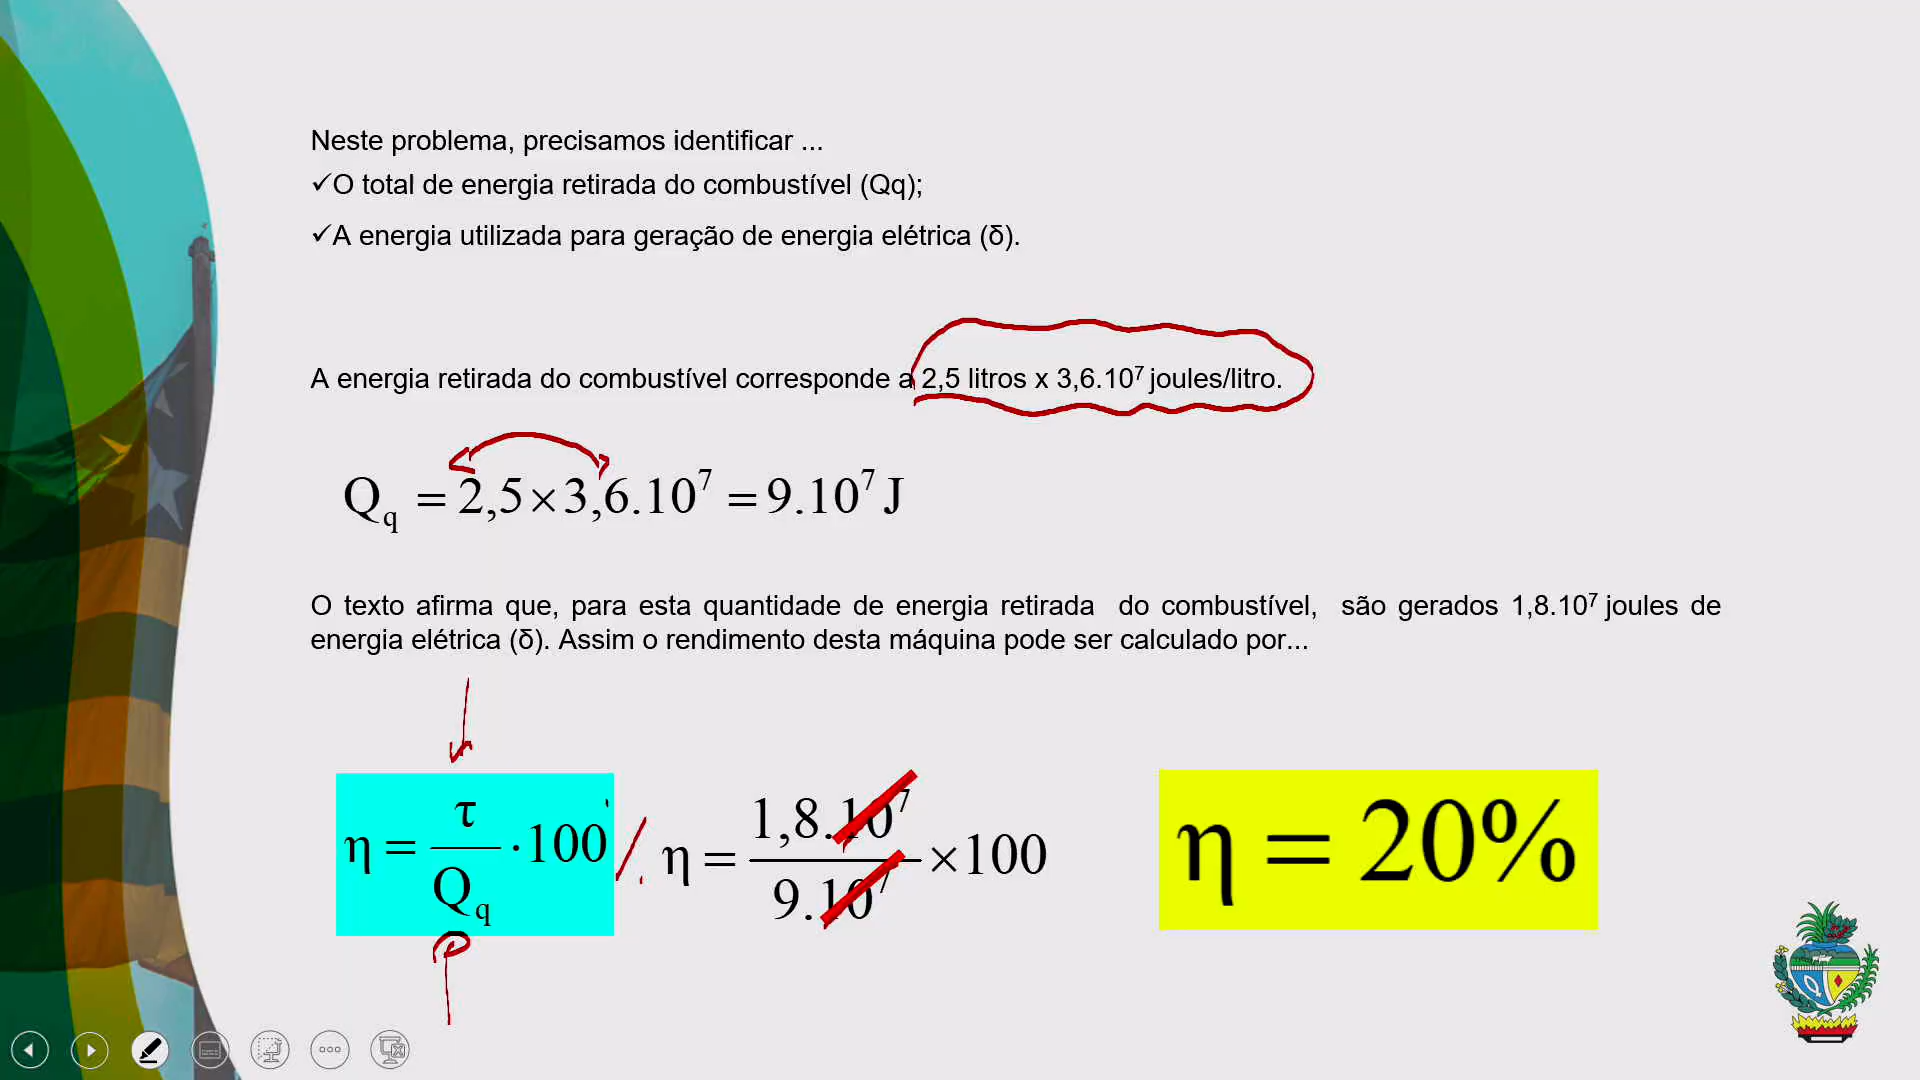 Neste problema, precisamos identificar ...
✓O total de energia retirada do combustível (Qq);
✓A energia utilizada para geração de energia elétrica (δ).
A energia retirada do combustível corresponde a 2,5 litros x 3,6.10⁷ joules/litro.
Q_q = 2,5×3,6.10⁷ = 9.10⁷ J
O texto afirma que, para esta quantidade de energia retirada do combustível, são gerados 1,8.10⁷ joules de
energia elétrica (δ). Assim o rendimento desta máquina pode ser calculado por...
η = τ/Q_q ·100 %
η = 1,8.10⁷/9.10⁷ ×100
η = 20%